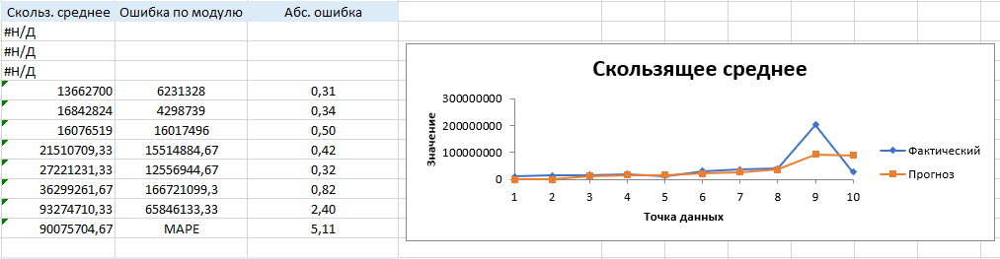 Скольз. среднее Ошибка по модулю Абс. ошибка
#Н/Д
#Н/Д
#Н/Д
13662700 6231328 0,31
16842824 4298739 0,34
16076519 16017496 0,50
21510709,33 15514884,67 0,42
27221231,33 12556944,67 0,32
36299261,67 166721099,3 0,82
93274710,33 65846133,33 2,40
90075704,67 MAPE 5,11
Скользящее среднее
Значение
300000000
200000000
100000000
0
1 2 3 4 5 6 7 8 9 10
Точка данных
Фактический
Прогноз